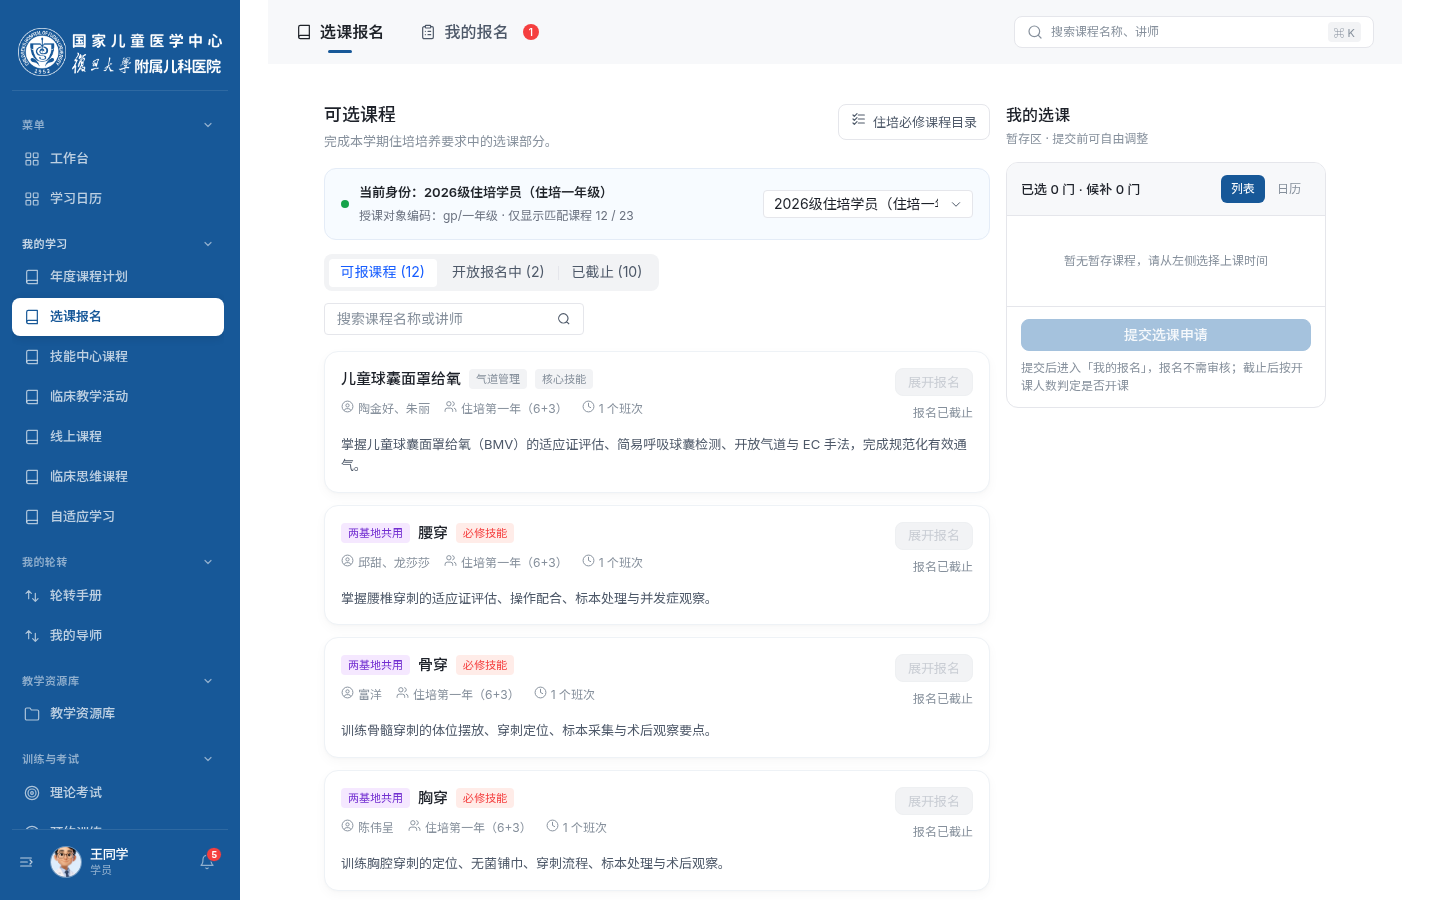 国家儿童医学中心
復旦大学附属儿科医院
1952
菜单
工作台
学习日历
我的学习
年度课程计划
选课报名
技能中心课程
临床教学活动
线上课程
临床思维课程
自适应学习
我的轮转
轮转手册
我的导师
教学资源库
教学资源库
训练与考试
理论考试
王同学
学员
5
选课报名
我的报名 1
搜索课程名称、讲师 ⌘ K
可选课程
完成本学期住培培养要求中的选课部分。
住培必修课程目录
当前身份：2026级住培学员（住培一年级）
授课对象编码：gp/一年级 · 仅显示匹配课程 12 / 23
2026级住培学员（住培一
可报课程 (12) 开放报名中 (2) 已截止 (10)
搜索课程名称或讲师
儿童球囊面罩给氧 气道管理 核心技能
展开报名
陶金好、朱丽 住培第一年（6+3） 1 个班次
报名已截止
掌握儿童球囊面罩给氧（BMV）的适应证评估、简易呼吸球囊检测、开放气道与 EC 手法，完成规范化有效通
气。
两基地共用 腰穿 必修技能
展开报名
邱甜、龙莎莎 住培第一年（6+3） 1 个班次
报名已截止
掌握腰椎穿刺的适应证评估、操作配合、标本处理与并发症观察。
两基地共用 骨穿 必修技能
展开报名
富洋 住培第一年（6+3） 1 个班次
报名已截止
训练骨髓穿刺的体位摆放、穿刺定位、标本采集与术后观察要点。
两基地共用 胸穿 必修技能
展开报名
陈伟呈 住培第一年（6+3） 1 个班次
报名已截止
训练胸腔穿刺的定位、无菌铺巾、穿刺流程、标本处理与术后观察。
我的选课
暂存区 · 提交前可自由调整
已选 0 门 · 候补 0 门
列表 日历
暂无暂存课程，请从左侧选择上课时间
提交选课申请
提交后进入「我的报名」，报名不需审核；截止后按开
课人数判定是否开课